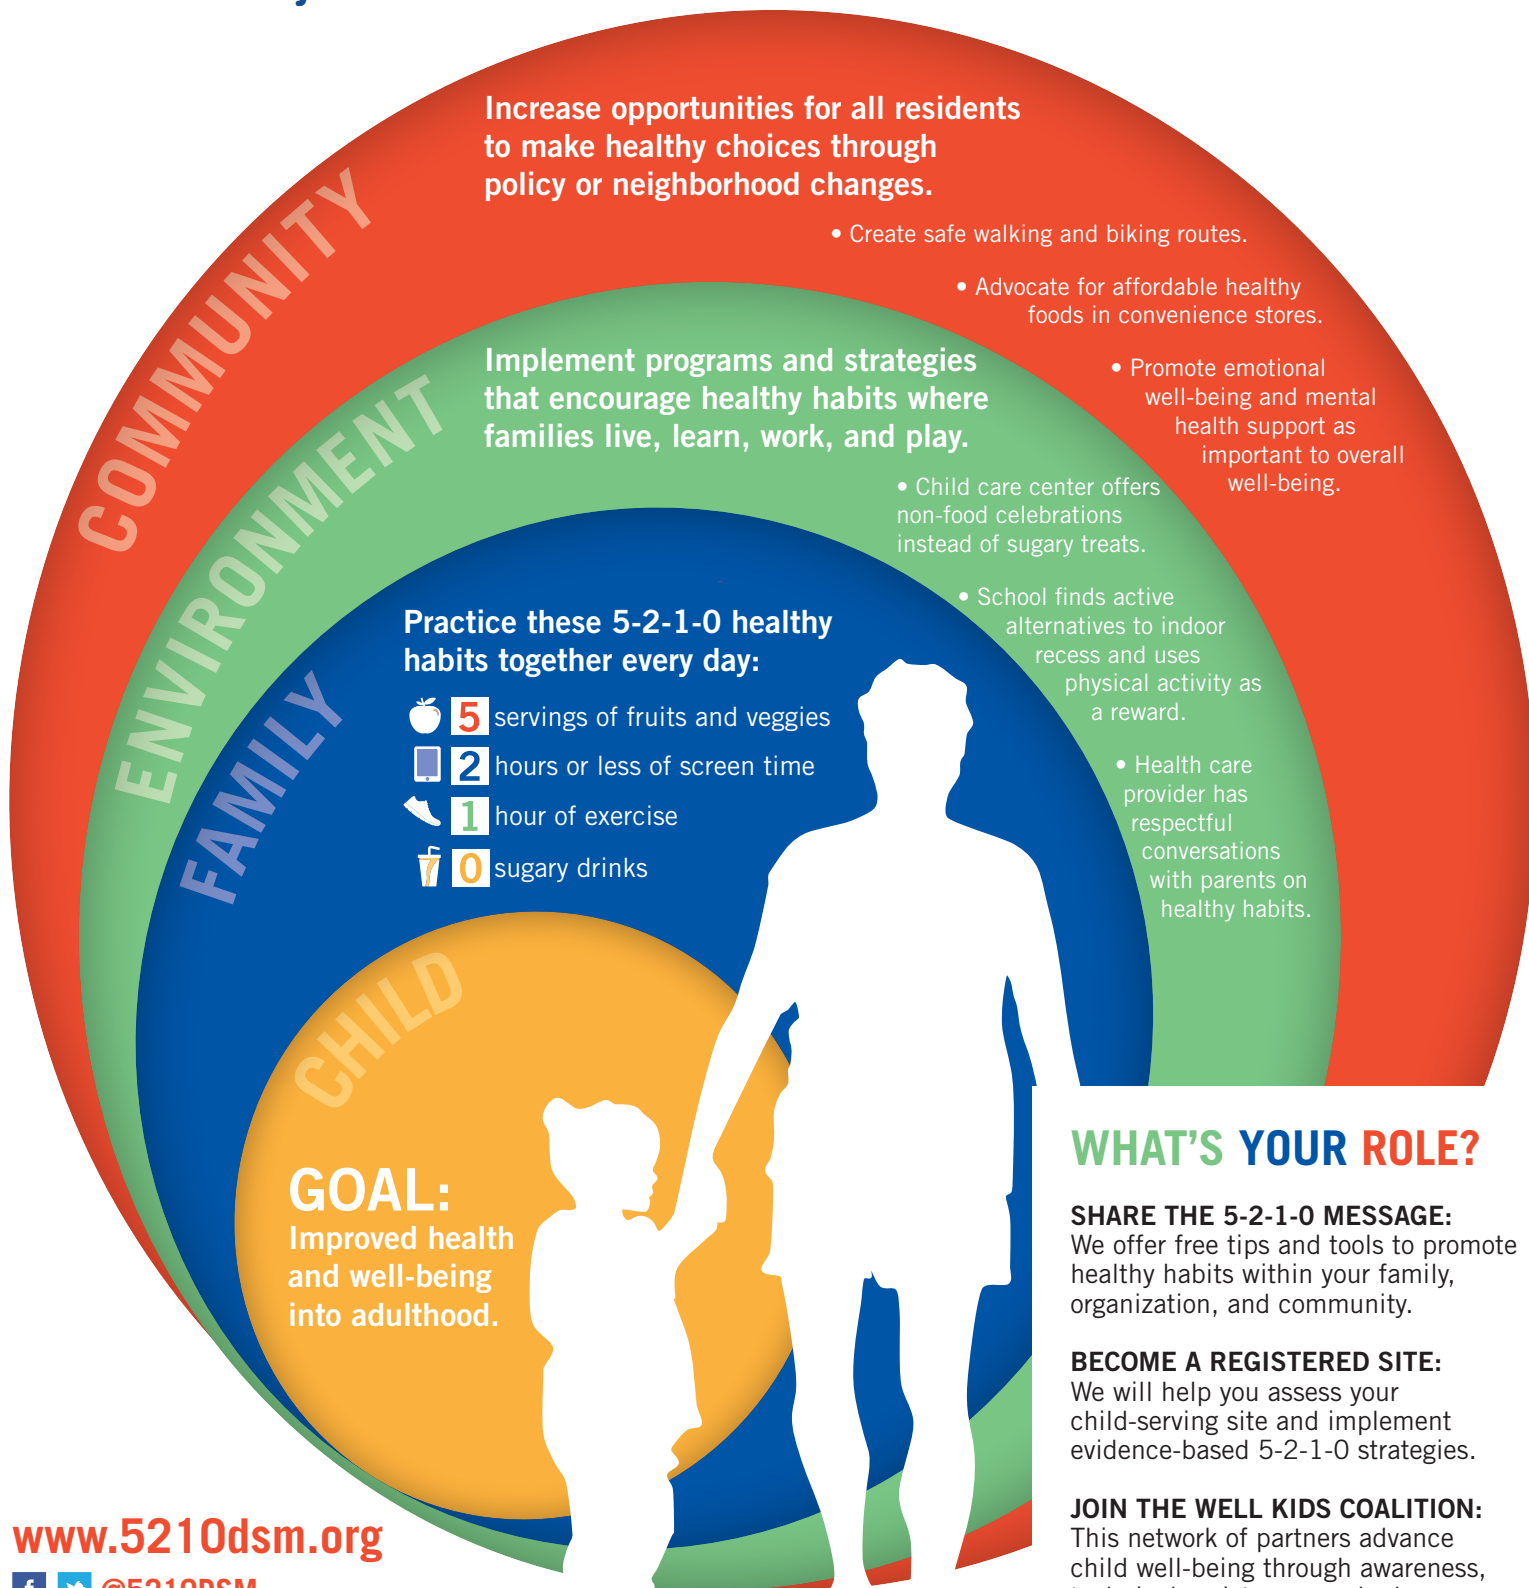 COMMUNITY
Increase opportunities for all residents
to make healthy choices through
policy or neighborhood changes.
• Create safe walking and biking routes.
• Advocate for affordable healthy
foods in convenience stores.
• Promote emotional
well-being and mental
health support as
important to overall
well-being.
ENVIRONMENT
Implement programs and strategies
that encourage healthy habits where
families live, learn, work, and play.
• Child care center offers
non-food celebrations
instead of sugary treats.
• School finds active
alternatives to indoor
recess and uses
physical activity as
a reward.
• Health care
provider has
respectful
conversations
with parents on
healthy habits.
FAMILY
Practice these 5-2-1-0 healthy
habits together every day:
5 servings of fruits and veggies
2 hours or less of screen time
1 hour of exercise
0 sugary drinks
CHILD
GOAL:
Improved health
and well-being
into adulthood.
WHAT'S YOUR ROLE?
SHARE THE 5-2-1-0 MESSAGE:
We offer free tips and tools to promote
healthy habits within your family,
organization, and community.
BECOME A REGISTERED SITE:
We will help you assess your
child-serving site and implement
evidence-based 5-2-1-0 strategies.
JOIN THE WELL KIDS COALITION:
This network of partners advance
child well-being through awareness,
www.5210dsm.org
@5210DSM